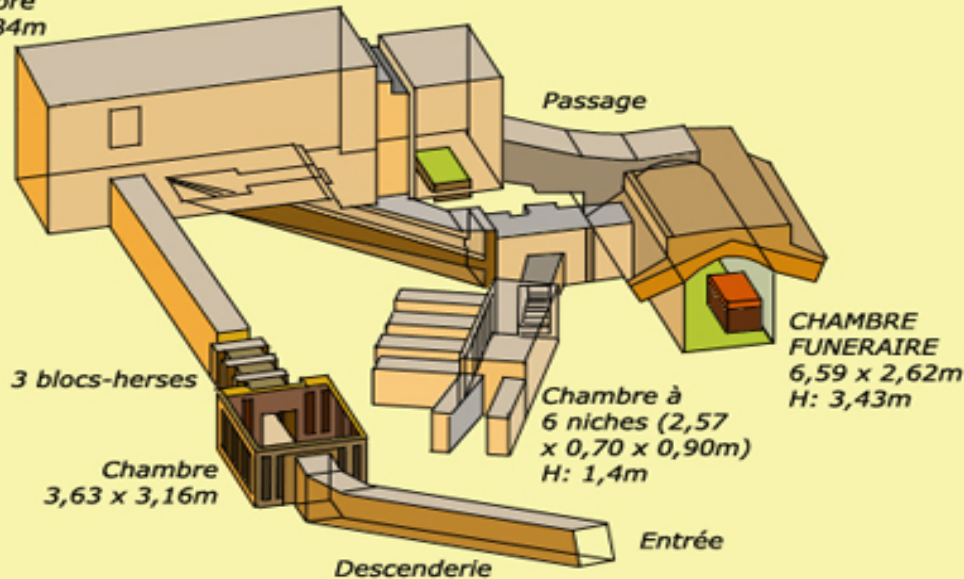 84m
Passage
CHAMBRE
FUNERAIRE
6,59 x 2,62m
H: 3,43m
3 blocs-herses
Chambre à
6 niches (2,57
x 0,70 x 0,90m)
H: 1,4m
Chambre
3,63 x 3,16m
Entrée
Descenderie